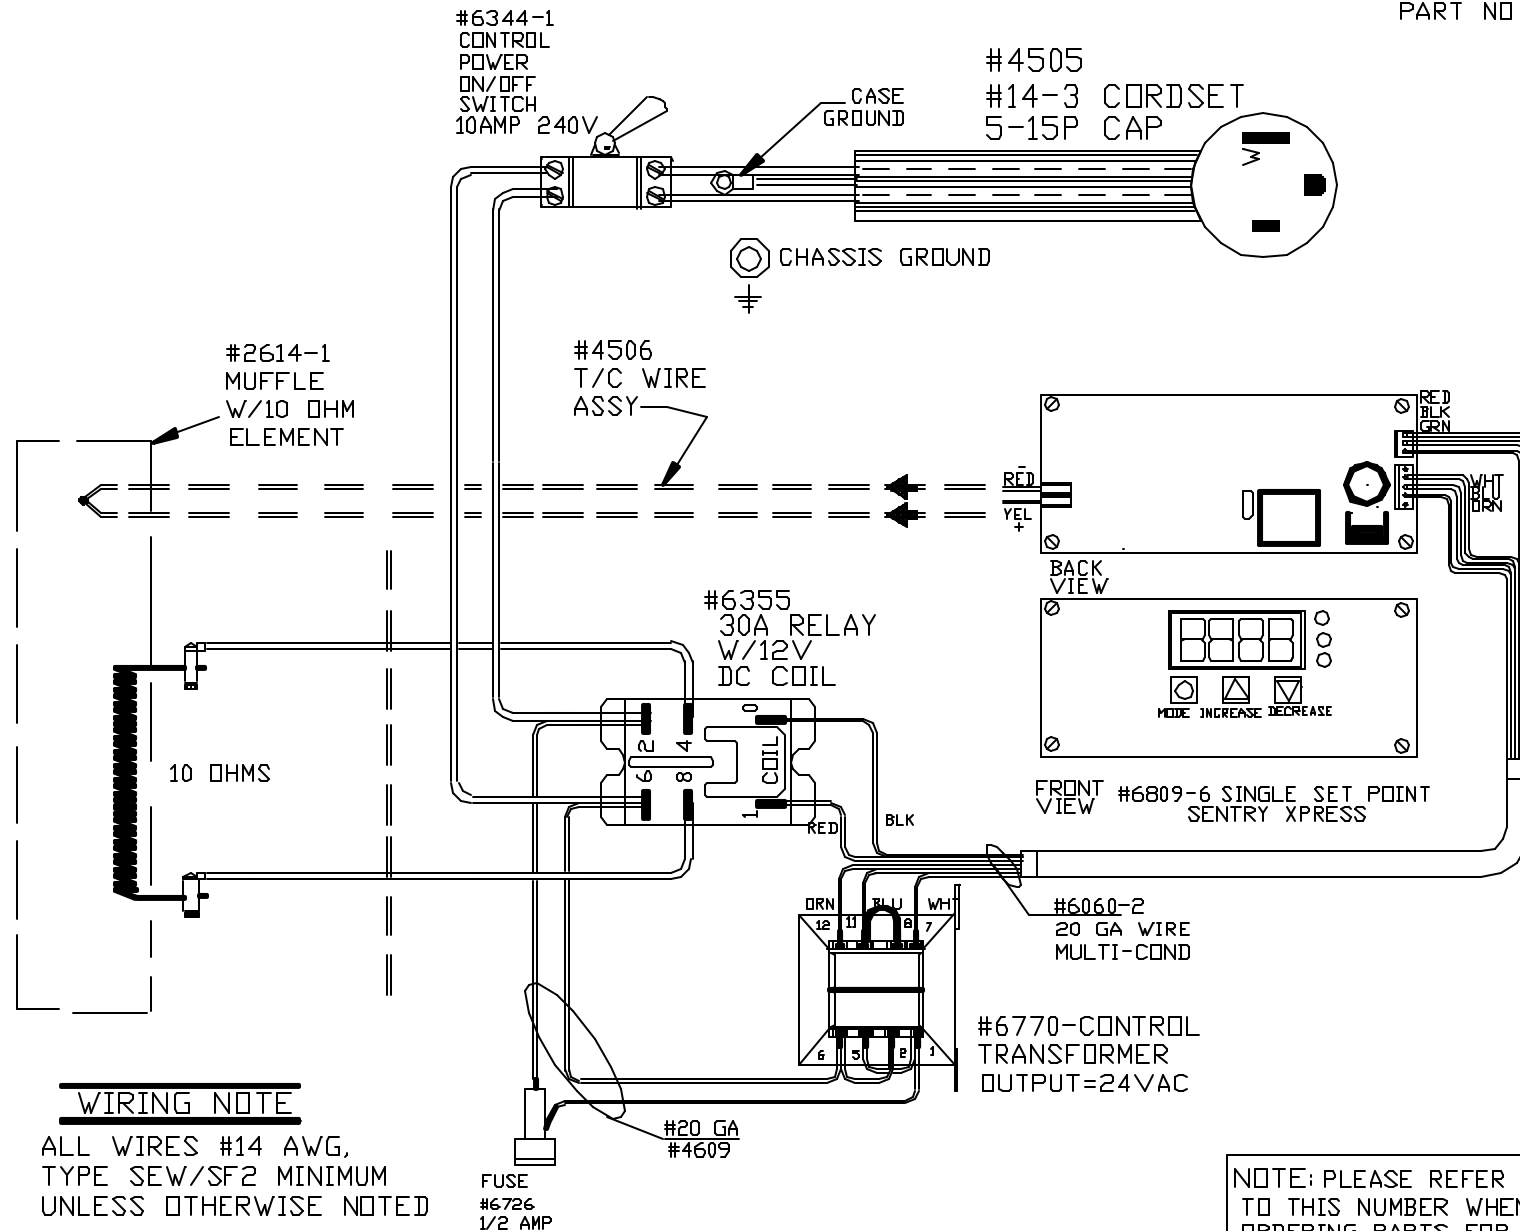 PART NO
#6344-1
CONTROL
POWER
ON/OFF
SWITCH
10AMP 240V
CASE
GROUND
#4505
#14-3 CORDSET
5-15P CAP
W
CHASSIS GROUND
#2614-1
MUFFLE
W/10 OHM
ELEMENT
#4506
T/C WIRE
ASSY
RED
-
YEL
+
RED
BLK
GRN
WHT
BLU
ORN
BACK
VIEW
#6355
30A RELAY
W/12V
DC COIL
MODE INCREASE DECREASE
2 4
6 8
0
COIL
1
10 OHMS
FRONT
VIEW
#6809-6 SINGLE SET POINT
SENTRY XPRESS
RED
BLK
ORN BLU WHT
12 11 8 7
6 5 2 1
#6060-2
20 GA WIRE
MULTI-COND
#6770-CONTROL
TRANSFORMER
OUTPUT=24VAC
WIRING NOTE
ALL WIRES #14 AWG,
TYPE SEW/SF2 MINIMUM
UNLESS OTHERWISE NOTED
#20 GA
#4609
FUSE
#6726
1/2 AMP
NOTE: PLEASE REFER
TO THIS NUMBER WHEN
ORDERING PARTS FOR